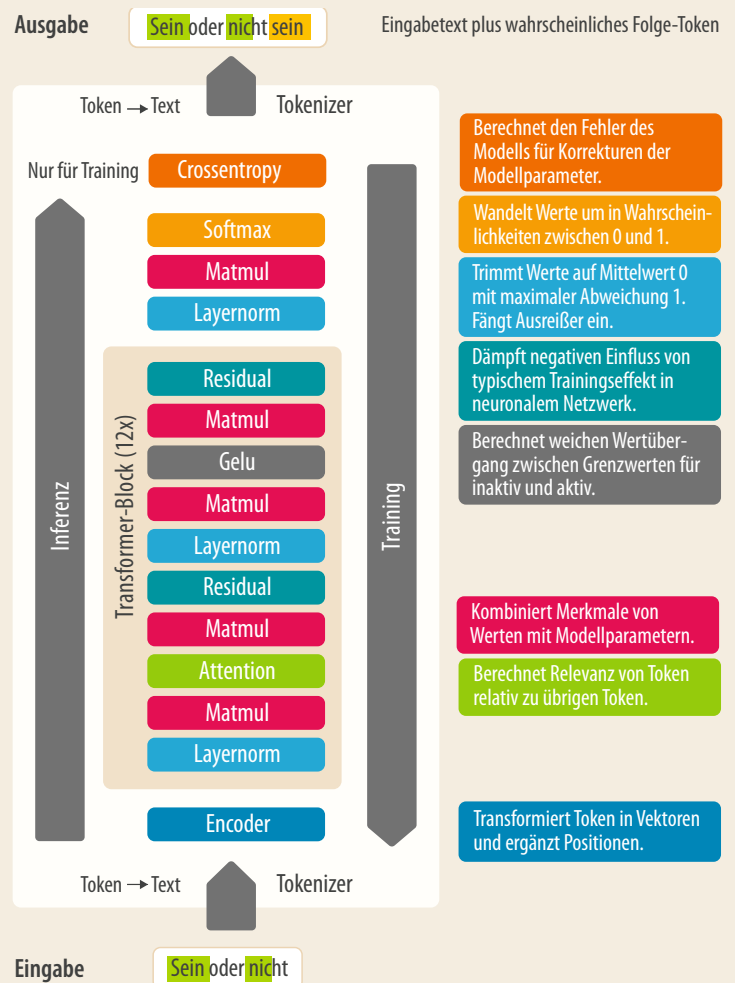 Ausgabe
Sein oder nicht sein
Eingabetext plus wahrscheinliches Folge-Token
Token → Text
Tokenizer
Nur für Training
Crossentropy
Softmax
Matmul
Layernorm
Residual
Matmul
Gelu
Matmul
Layernorm
Residual
Matmul
Attention
Matmul
Layernorm
Transformer-Block (12x)
Inferenz
Training
Encoder
Token → Text
Tokenizer
Eingabe
Sein oder nicht
Berechnet den Fehler des
Modells für Korrekturen der
Modellparameter.
Wandelt Werte um in Wahrschein-
lichkeiten zwischen 0 und 1.
Trimmt Werte auf Mittelwert 0
mit maximaler Abweichung 1.
Fängt Ausreißer ein.
Dämpft negativen Einfluss von
typischem Trainingseffekt in
neuronalem Netzwerk.
Berechnet weichen Wertüber-
gang zwischen Grenzwerten für
inaktiv und aktiv.
Kombiniert Merkmale von
Werten mit Modellparametern.
Berechnet Relevanz von Token
relativ zu übrigen Token.
Transformiert Token in Vektoren
und ergänzt Positionen.